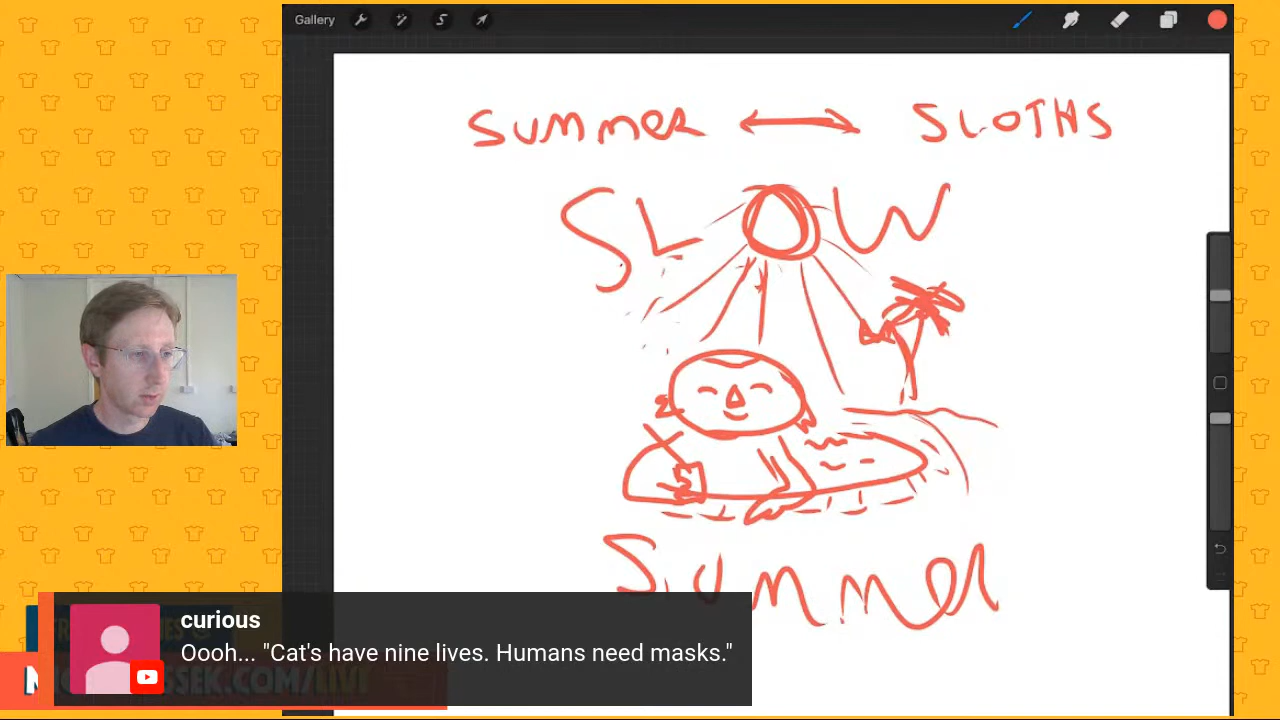 Gallery
SUMMER ↔ SLOTHS
SLOW
SUMMER
curious
Oooh... "Cat's have nine lives. Humans need masks."